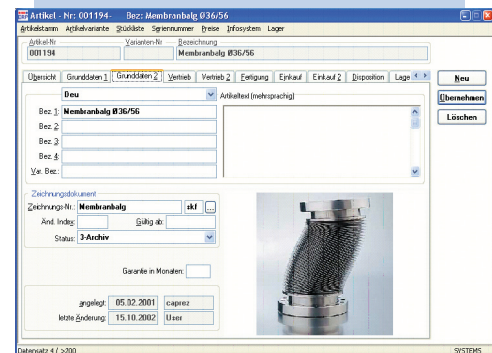 Artikel - Nr: 001194- Bez: Membranbalg Ø36/56
Artikelstamm Artikelvariante Stückliste Seriennummer Preise Infosystem Lager
Artikel-Nr Varianten-Nr Bezeichnung
001194 Membranbalg Ø36/56
Übersicht Grunddaten 1 Grunddaten 2 Vertrieb Vertrieb 2 Fertigung Einkauf Einkauf 2 Disposition Lage
Neu
Übernehmen
Löschen
Deu Artikeltext (mehrsprachig)
Bez. 1: Membranbalg Ø36/56
Bez. 2:
Bez. 3:
Bez. 4:
Var. Bez.:
Zeichnungsdokument
Zeichnungs-Nr.: Membranbalg skf ...
Änd. Index: Gültig ab:
Status: 3-Archiv
Garantie in Monaten:
angelegt: 05.02.2001 caprez
letzte Änderung: 15.10.2002 User
Datensatz 4 / >200 SYSTEMS